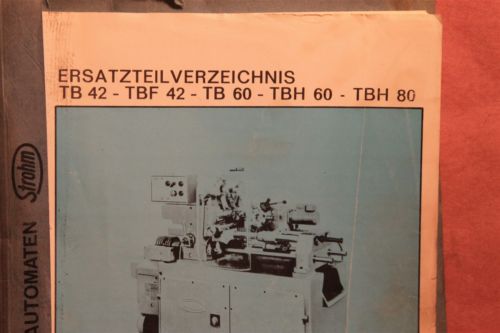 ERSATZTEILVERZEICHNIS
TB 42 - TBF 42 - TB 60 - TBH 60 - TBH 80
Strohm
AUTOMATEN